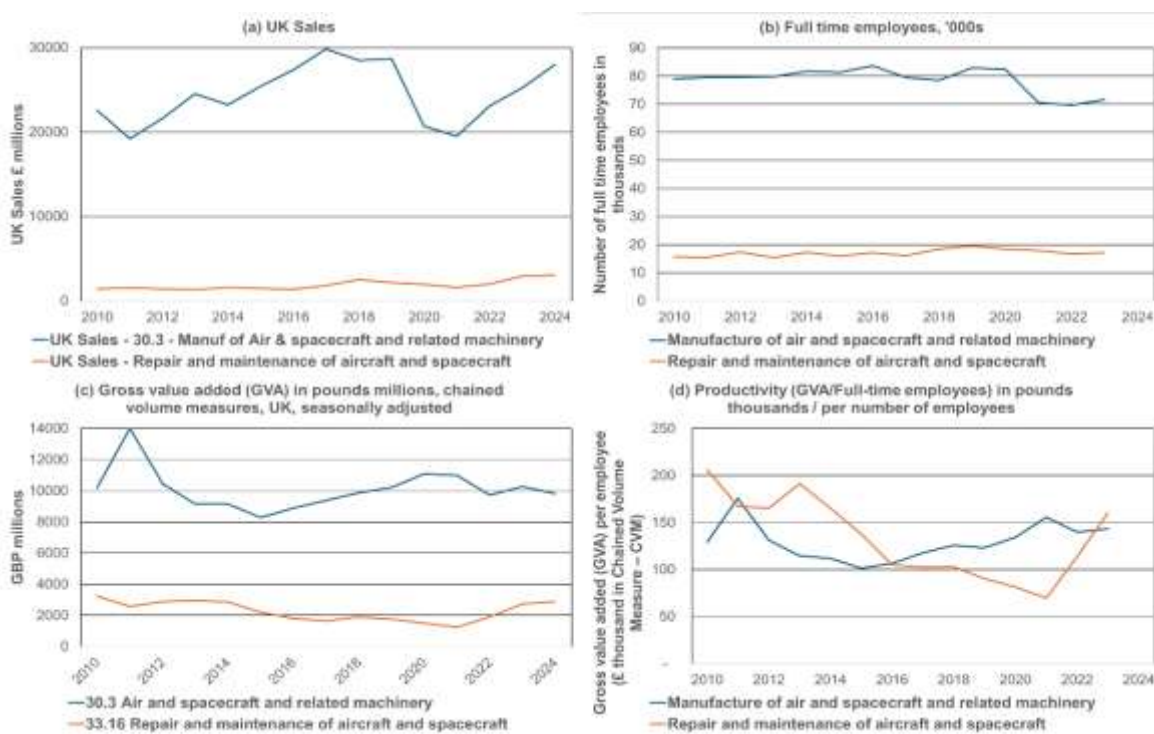 (a) UK Sales
UK Sales £ millions
30000
20000
10000
0
2010 2012 2014 2016 2018 2020 2022 2024
UK Sales - 30.3 - Manuf of Air & spacecraft and related machinery
UK Sales - Repair and maintenance of aircraft and spacecraft
(b) Full time employees, '000s
Number of full time employees in
thousands
90
80
70
60
50
40
30
20
10
0
2010 2012 2014 2016 2018 2020 2022 2024
Manufacture of air and spacecraft and related machinery
Repair and maintenance of aircraft and spacecraft
(c) Gross value added (GVA) in pounds millions, chained
volume measures, UK, seasonally adjusted
GBP millions
14000
12000
10000
8000
6000
4000
2000
0
2010 2012 2014 2016 2018 2020 2022 2024
30.3 Air and spacecraft and related machinery
33.16 Repair and maintenance of aircraft and spacecraft
(d) Productivity (GVA/Full-time employees) in pounds
thousands / per number of employees
Gross value added (GVA) per employee
(£ thousand in Chained Volume
Measure – CVM)
250
200
150
100
50
-
2010 2012 2014 2016 2018 2020 2022 2024
Manufacture of air and spacecraft and related machinery
Repair and maintenance of aircraft and spacecraft